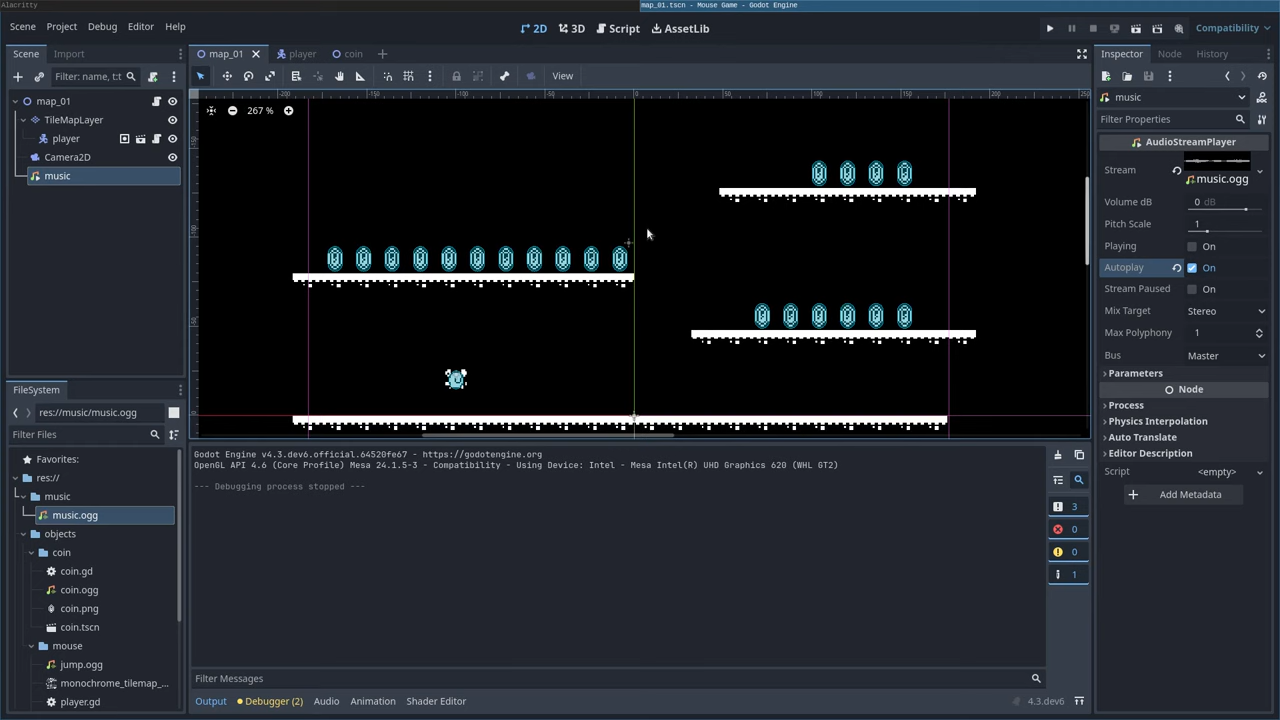 Alacritty
map_01.tscn - Mouse Game - Godot Engine
Scene Project Debug Editor Help
2D 3D Script AssetLib
Compatibility
Scene Import
map_01 player coin
Inspector Node History
Filter: name, t:t
View
map_01
TileMapLayer
player
Camera2D
music
267 %
music
Filter Properties
AudioStreamPlayer
Stream
music.ogg
Volume dB 0 dB
Pitch Scale 1
Playing On
Autoplay On
Stream Paused On
Mix Target Stereo
Max Polyphony 1
Bus Master
Parameters
Node
Process
Physics Interpolation
Auto Translate
Editor Description
Script <empty>
Add Metadata
FileSystem
res://music/music.ogg
Filter Files
Favorites:
res://
music
music.ogg
objects
coin
coin.gd
coin.ogg
coin.png
coin.tscn
mouse
jump.ogg
monochrome_tilemap_...
player.gd
Godot Engine v4.3.dev6.official.64520fe67 - https://godotengine.org
OpenGL API 4.6 (Core Profile) Mesa 24.1.5-3 - Compatibility - Using Device: Intel - Mesa Intel(R) UHD Graphics 620 (WHL GT2)
--- Debugging process stopped ---
3
0
0
1
Filter Messages
Output Debugger (2) Audio Animation Shader Editor
4.3.dev6